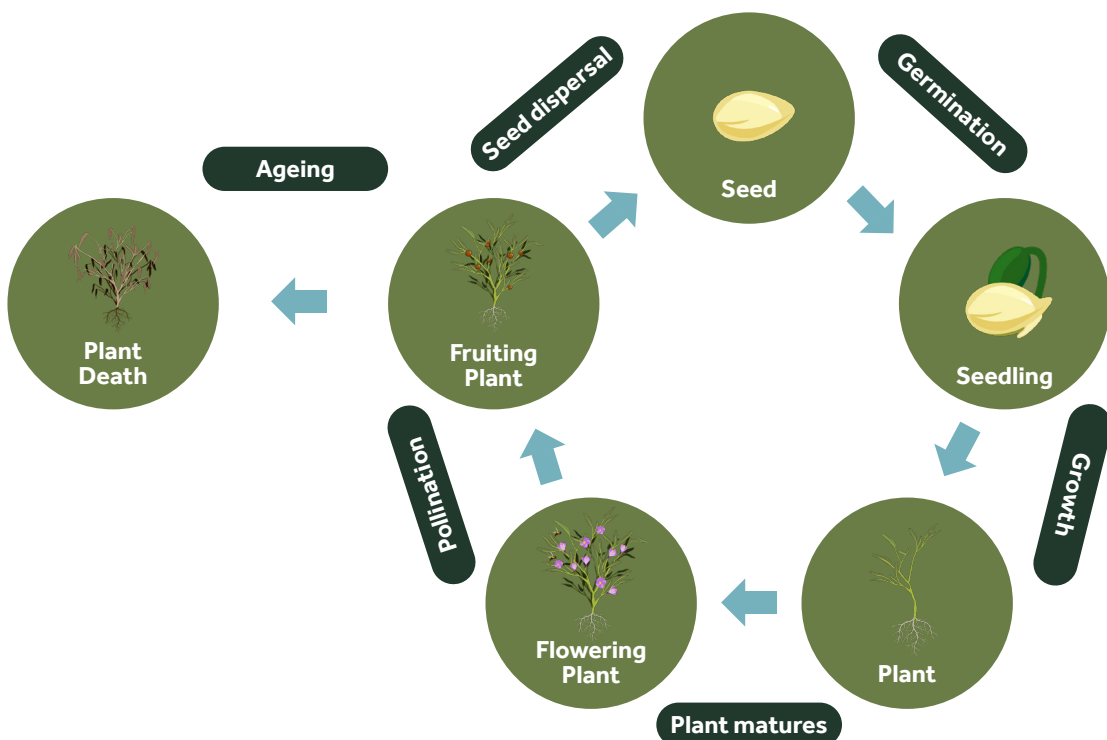 Seed dispersal
Germination
Ageing
Seed
Plant
Death
Fruiting
Plant
Seedling
Pollination
Growth
Flowering
Plant
Plant
Plant matures